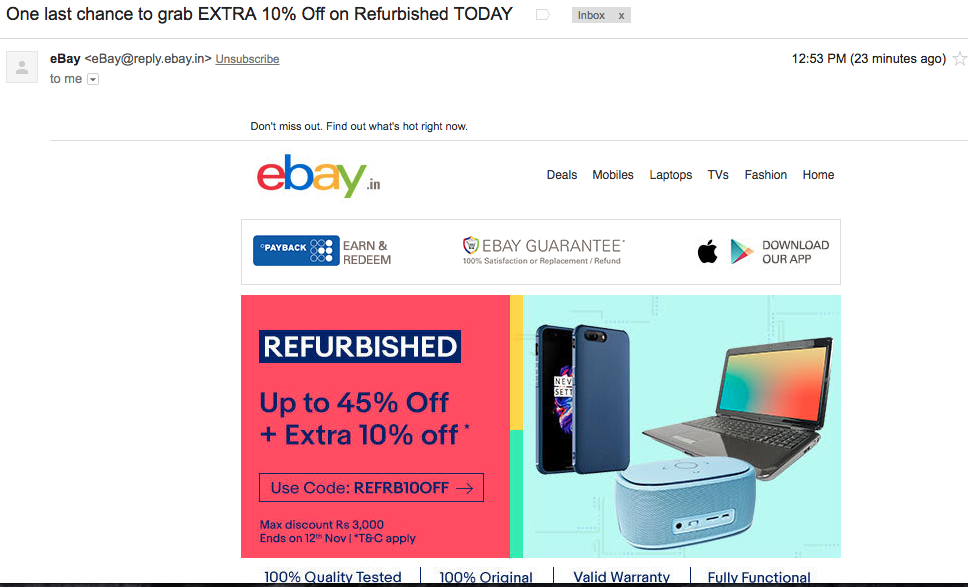 One last chance to grab EXTRA 10% Off on Refurbished TODAY
Inbox x
eBay <eBay@reply.ebay.in> Unsubscribe
12:53 PM (23 minutes ago)
to me
Don't miss out. Find out what's hot right now.
ebay.in
Deals Mobiles Laptops TVs Fashion Home
PAYBACK
EARN &
REDEEM
EBAY GUARANTEE*
100% Satisfaction or Replacement / Refund
DOWNLOAD
OUR APP
REFURBISHED
Up to 45% Off
+ Extra 10% off*
Use Code: REFRB10OFF →
Max discount Rs 3,000
Ends on 12th Nov | *T&C apply
NEV
SETT
100% Quality Tested | 100% Original | Valid Warranty | Fully Functional